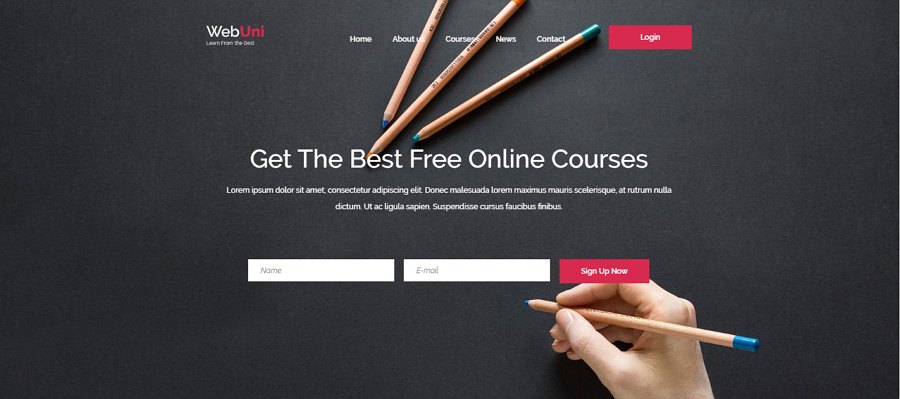 WebUni
Learn From the Best
Home About us Courses News Contact Login
Get The Best Free Online Courses
Lorem ipsum dolor sit amet, consectetur adipiscing elit. Donec malesuada lorem maximus mauris scelerisque, at rutrum nulla
dictum. Ut ac ligula sapien. Suspendisse cursus faucibus finibus.
Name E-mail Sign Up Now